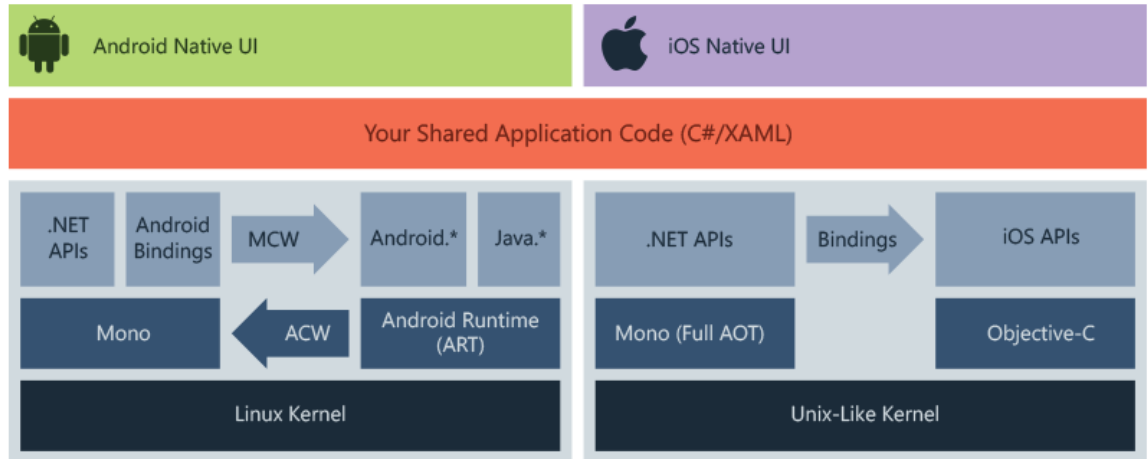 Android Native UI
iOS Native UI
Your Shared Application Code (C#/XAML)
.NET
APIs
Android
Bindings
MCW
Android.*
Java.*
.NET APIs
Bindings
iOS APIs
Mono
ACW
Android Runtime
(ART)
Mono (Full AOT)
Objective-C
Linux Kernel
Unix-Like Kernel